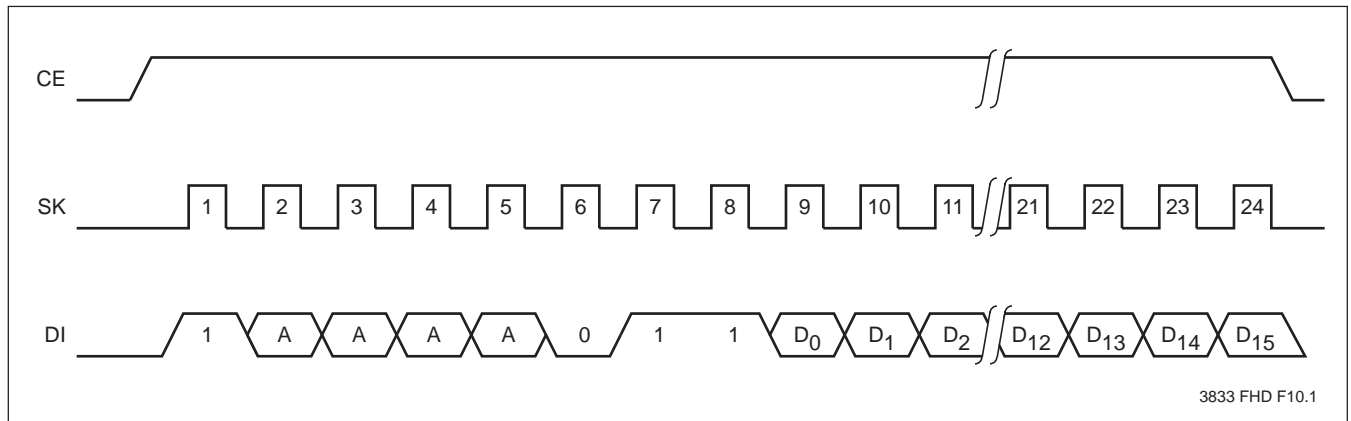 CE
SK 1 2 3 4 5 6 7 8 9 10 11 21 22 23 24
DI 1 A A A A 0 1 1 D0 D1 D2 D12 D13 D14 D15
3833 FHD F10.1